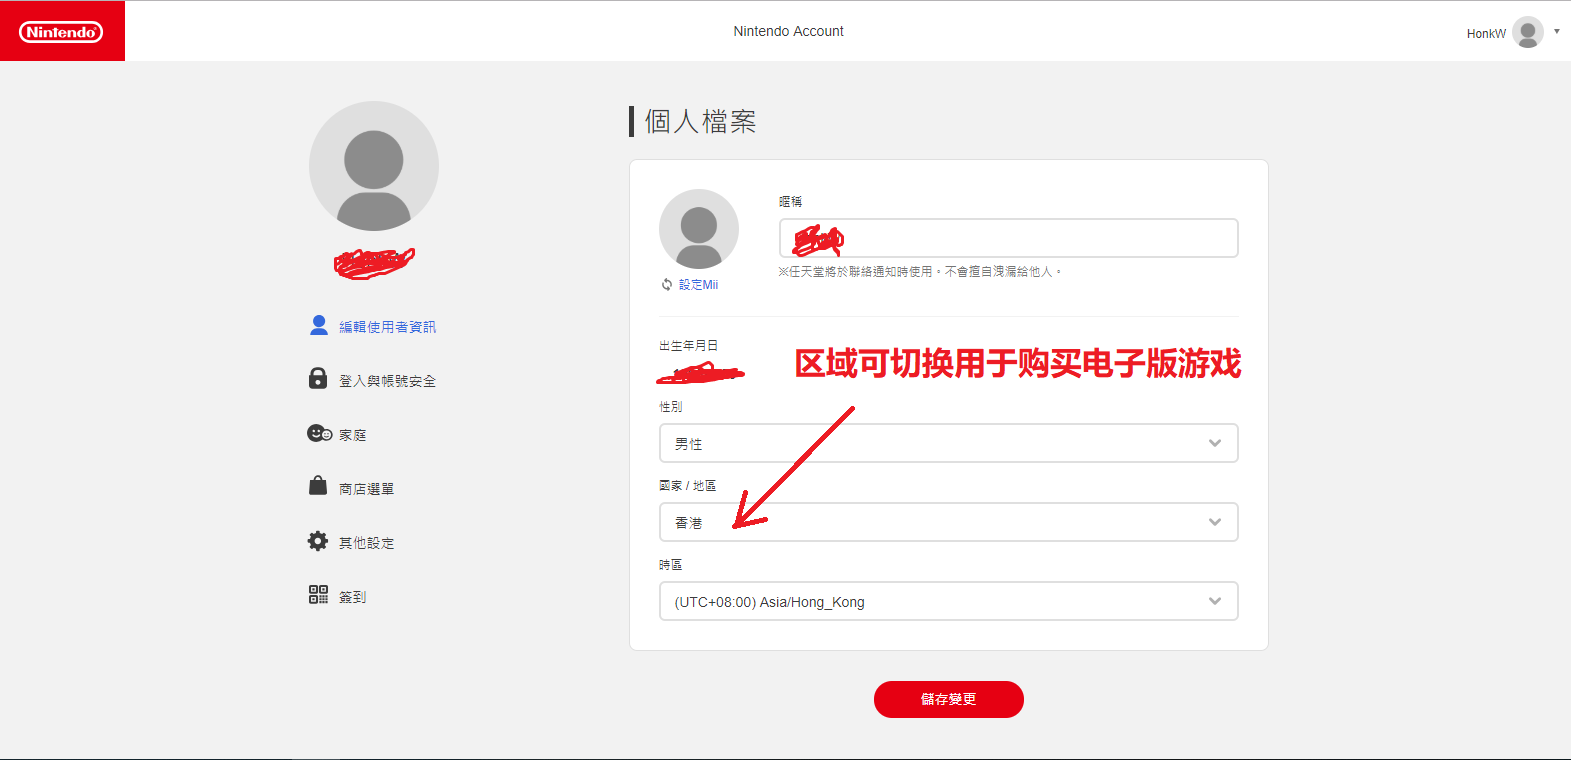 Nintendo
Nintendo Account
HonkW
個人檔案
暱稱
※任天堂將於聯絡通知時使用。不會擅自洩漏給他人。
設定Mii
編輯使用者資訊
登入與帳號安全
家庭
商店選單
其他設定
簽到
出生年月日
区域可切换用于购买电子版游戏
性別
男性
國家 / 地區
香港
時區
(UTC+08:00) Asia/Hong_Kong
儲存變更